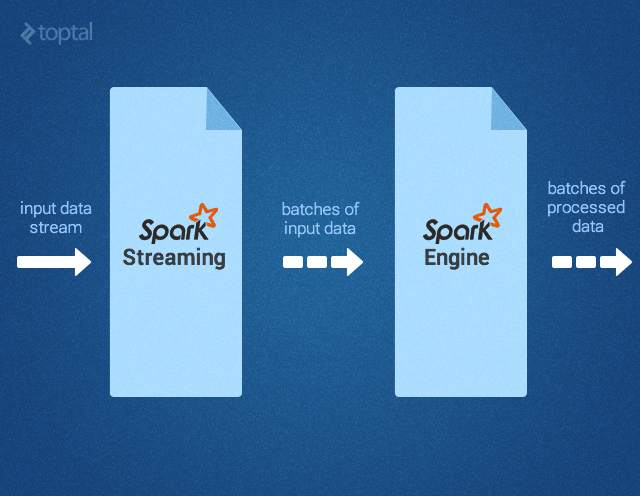 toptal
input data
stream
Spark
Streaming
batches of
input data
Spark
Engine
batches of
processed
data